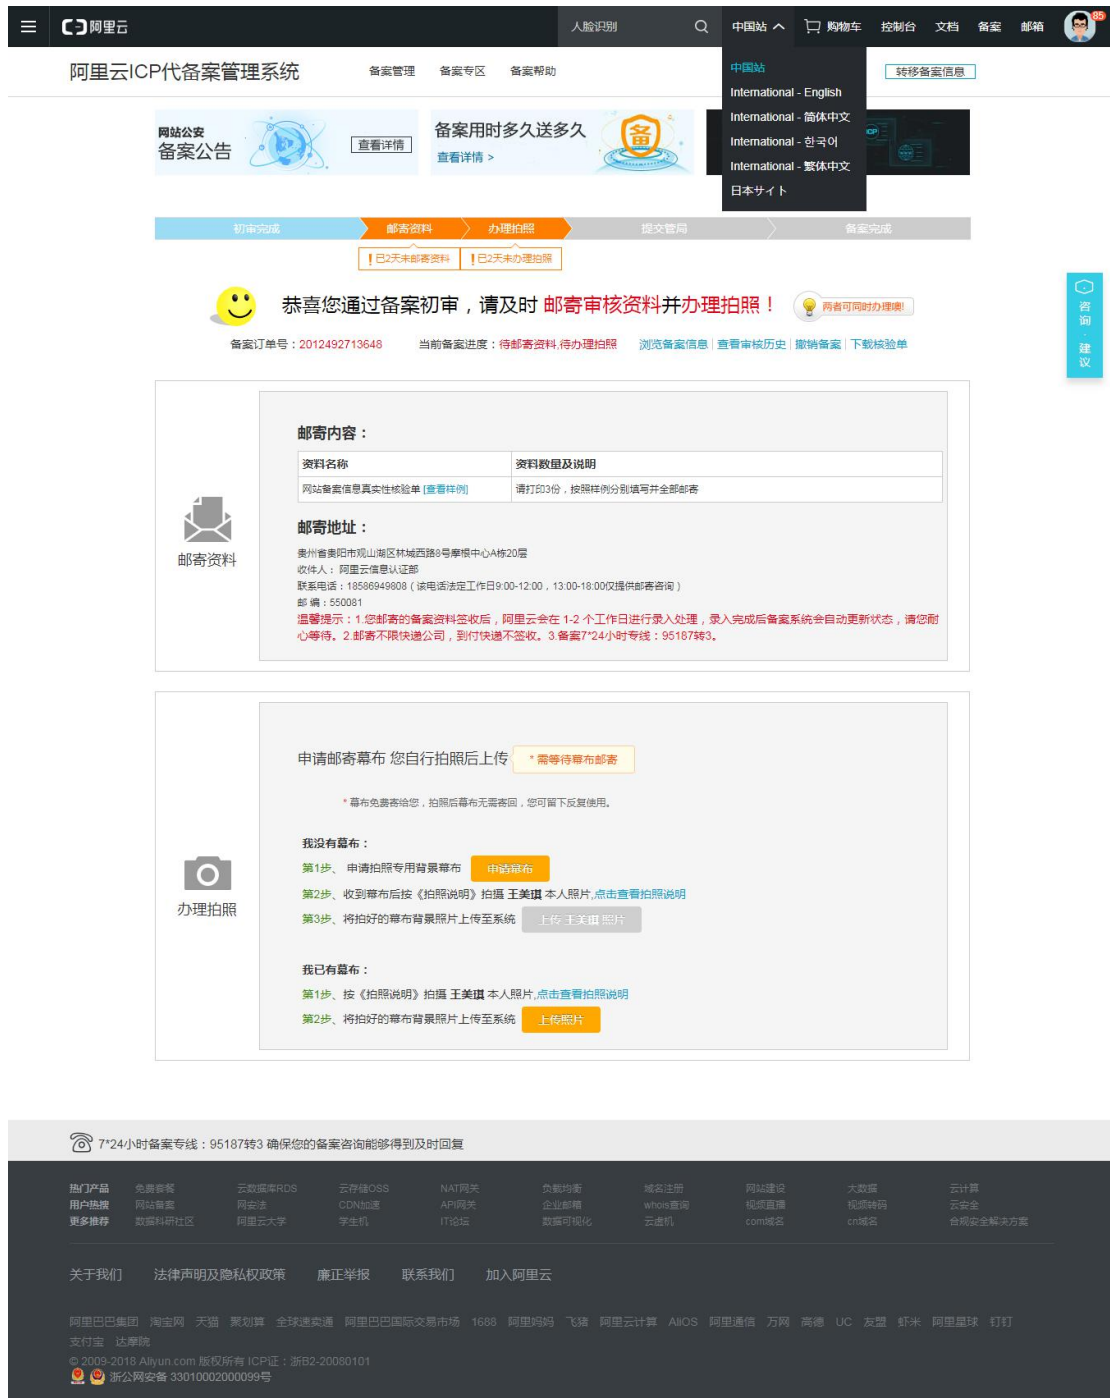 阿里云 人脸识别 中国站 购物车 控制台 文档 备案 邮箱 85
阿里云ICP代备案管理系统 备案管理 备案专区 备案帮助 转移备案信息
中国站
International - English
International - 简体中文
International - 한국어
International - 繁体中文
日本サイト
网站公安
备案公告
查看详情
备案用时多久送多久
查看详情 >
备
ICP
初审完成 邮寄资料 办理拍照 提交管局 备案完成
!已2天未邮寄资料 !已2天未办理拍照
恭喜您通过备案初审，请及时 邮寄审核资料并办理拍照！ 两者可同时办理噢!
备案订单号：2012492713648 当前备案进度：待邮寄资料,待办理拍照 浏览备案信息 | 查看审核历史 | 撤销备案 | 下载核验单
咨询·建议
邮寄资料
邮寄内容：
资料名称 资料数量及说明
网站备案信息真实性核验单 [查看样例] 请打印3份，按照样例分别填写并全部邮寄
邮寄地址：
贵州省贵阳市观山湖区林城西路8号摩根中心A栋20层
收件人： 阿里云信息认证部
联系电话：18586949808（该电话法定工作日9:00-12:00，13:00-18:00仅提供邮寄咨询）
邮 编：550081
温馨提示：1.您邮寄的备案资料签收后，阿里云会在 1-2 个工作日进行录入处理，录入完成后备案系统会自动更新状态，请您耐
心等待。2.邮寄不限快递公司，到付快递不签收。3.备案7*24小时专线：95187转3。
办理拍照
申请邮寄幕布 您自行拍照后上传 * 需等待幕布邮寄
* 幕布免费寄给您，拍照后幕布无需寄回，您可留下反复使用。
我没有幕布：
第1步、 申请拍照专用背景幕布 申请幕布
第2步、收到幕布后按《拍照说明》拍摄 王美琪 本人照片,点击查看拍照说明
第3步、将拍好的幕布背景照片上传至系统 上传 王美琪 照片
我已有幕布：
第1步、按《拍照说明》拍摄 王美琪 本人照片,点击查看拍照说明
第2步、将拍好的幕布背景照片上传至系统 上传照片
7*24小时备案专线：95187转3 确保您的备案咨询能够得到及时回复
热门产品 免费套餐 云数据库RDS 云存储OSS NAT网关 负载均衡 域名注册 网站建设 大数据 云计算
用户热搜 网站备案 网安法 CDN加速 API网关 企业邮箱 whois查询 视频直播 视频转码 云安全
更多推荐 数据科研社区 阿里云大学 学生机 IT论坛 数据可视化 云虚机 com域名 cn域名 合规安全解决方案
关于我们 法律声明及隐私权政策 廉正举报 联系我们 加入阿里云
阿里巴巴集团 淘宝网 天猫 聚划算 全球速卖通 阿里巴巴国际交易市场 1688 阿里妈妈 飞猪 阿里云计算 AliOS 阿里通信 万网 高德 UC 友盟 虾米 阿里星球 钉钉
支付宝 达摩院
© 2009-2018 Aliyun.com 版权所有 ICP证：浙B2-20080101
浙公网安备 33010002000099号